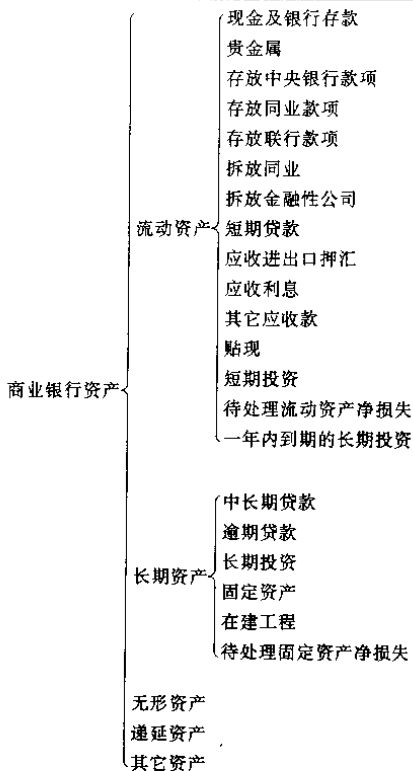 现金及银行存款
贵金属
存放中央银行款项
存放同业款项
存放联行款项
拆放同业
拆放金融性公司
流动资产
短期贷款
应收进出口押汇
应收利息
其它应收款
贴现
短期投资
商业银行资产
待处理流动资产净损失
一年内到期的长期投资
中长期贷款
逾期贷款
长期投资
长期资产
固定资产
在建工程
待处理固定资产净损失
无形资产
递延资产
其它资产